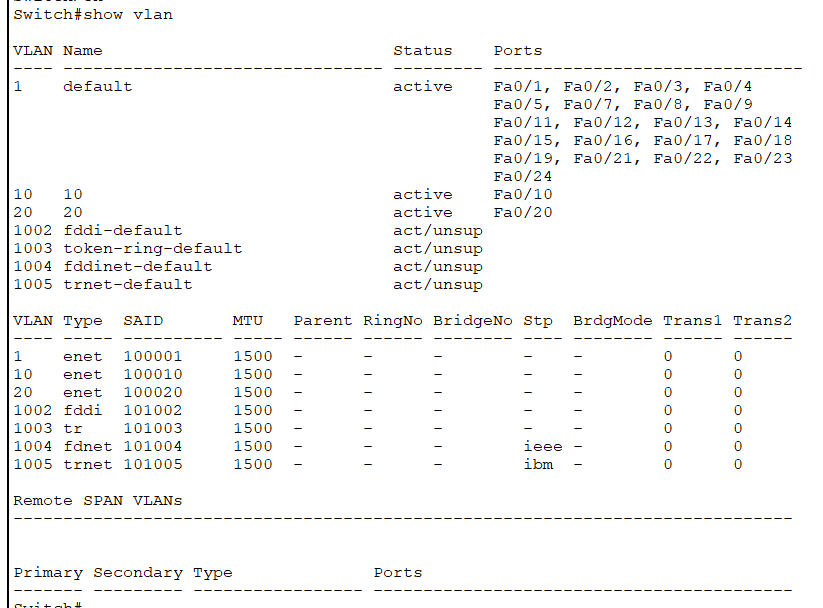 Switch#show vlan
VLAN Name                             Status    Ports
---- -------------------------------- --------- -------------------------------
1    default                          active    Fa0/1, Fa0/2, Fa0/3, Fa0/4
                                                Fa0/5, Fa0/7, Fa0/8, Fa0/9
                                                Fa0/11, Fa0/12, Fa0/13, Fa0/14
                                                Fa0/15, Fa0/16, Fa0/17, Fa0/18
                                                Fa0/19, Fa0/21, Fa0/22, Fa0/23
                                                Fa0/24
10   10                               active    Fa0/10
20   20                               active    Fa0/20
1002 fddi-default                     act/unsup
1003 token-ring-default               act/unsup
1004 fddinet-default                  act/unsup
1005 trnet-default                    act/unsup
VLAN Type  SAID       MTU   Parent RingNo BridgeNo Stp  BrdgMode Trans1 Trans2
---- ----- ---------- ----- ------ ------ -------- ---- -------- ------ ------
1    enet  100001     1500  -      -      -        -    -        0      0
10   enet  100010     1500  -      -      -        -    -        0      0
20   enet  100020     1500  -      -      -        -    -        0      0
1002 fddi  101002     1500  -      -      -        -    -        0      0
1003 tr    101003     1500  -      -      -        -    -        0      0
1004 fdnet 101004     1500  -      -      -        ieee -        0      0
1005 trnet 101005     1500  -      -      -        ibm  -        0      0
Remote SPAN VLANs
------------------------------------------------------------------------------
Primary Secondary Type              Ports
------- --------- ----------------- ------------------------------------------
Switch#